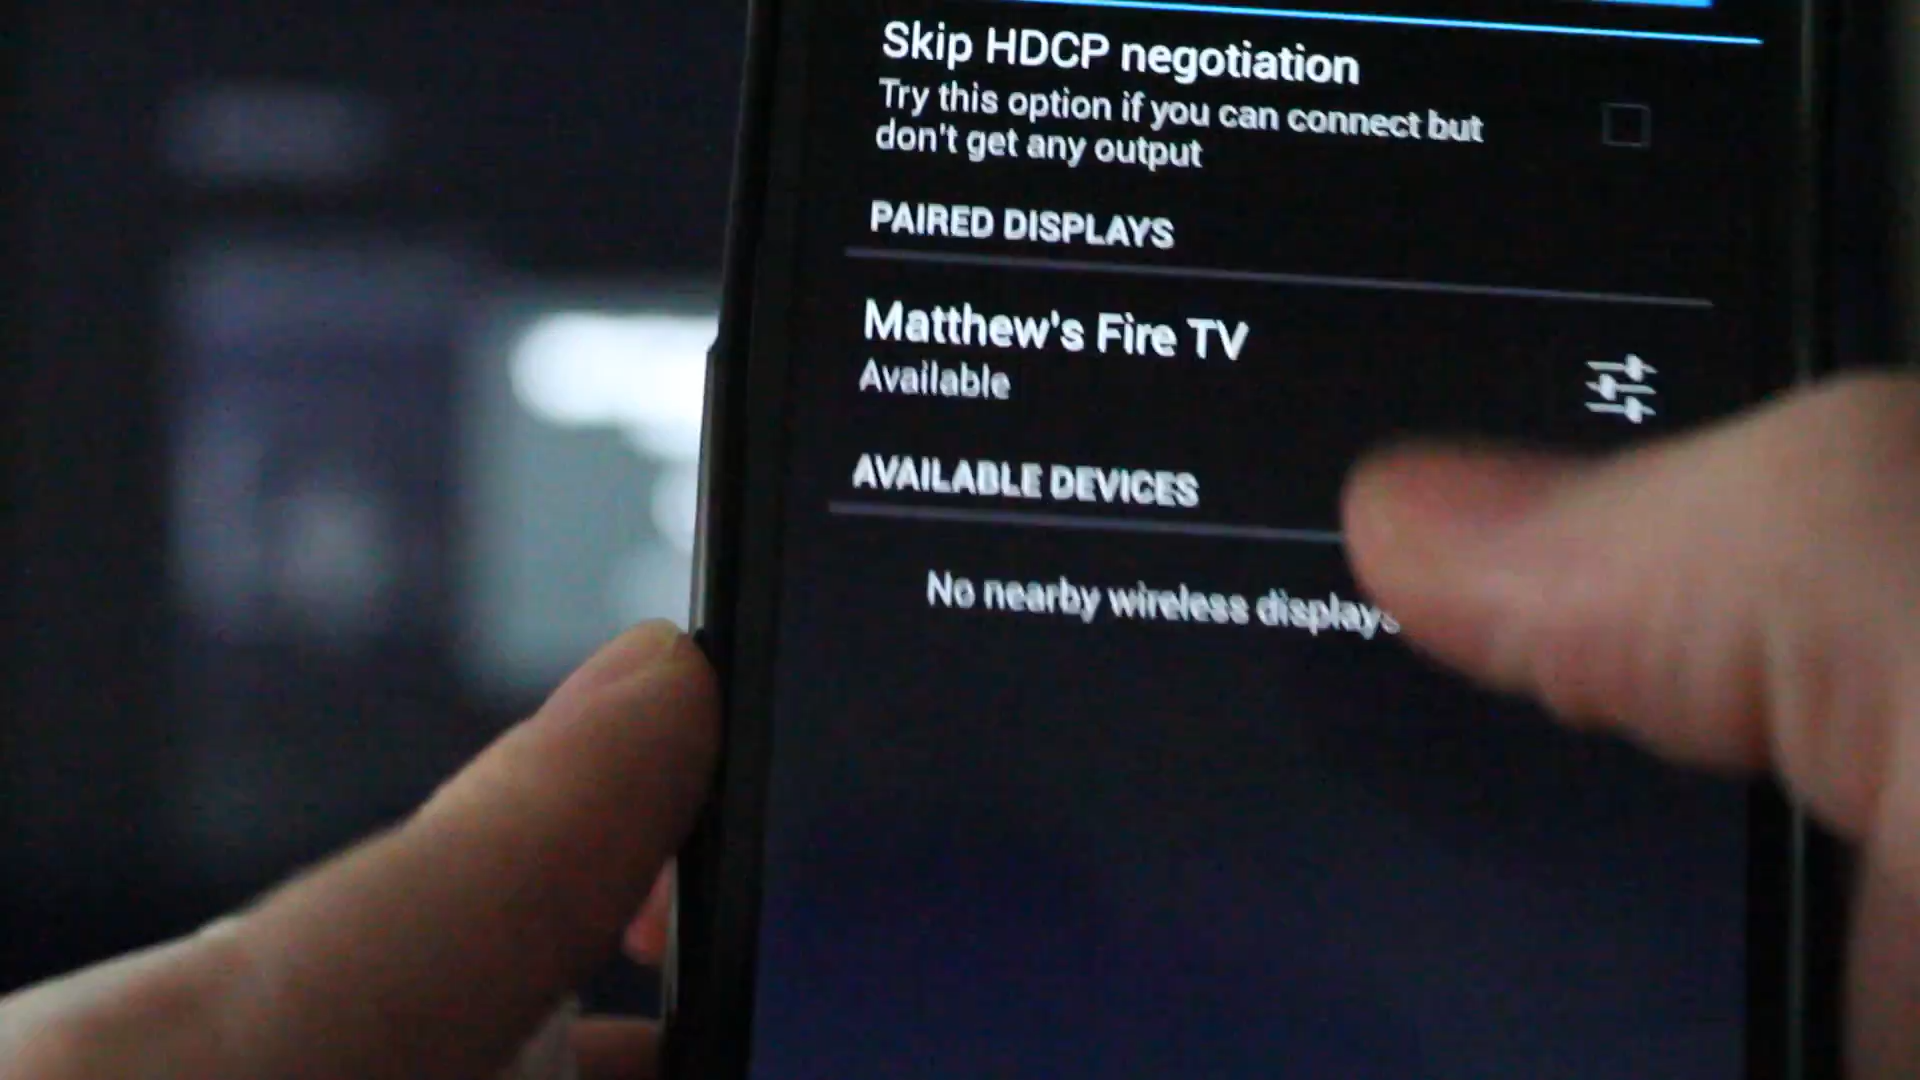 Skip HDCP negotiation
Try this option if you can connect but
don't get any output
PAIRED DISPLAYS
Matthew's Fire TV
Available
AVAILABLE DEVICES
No nearby wireless displays